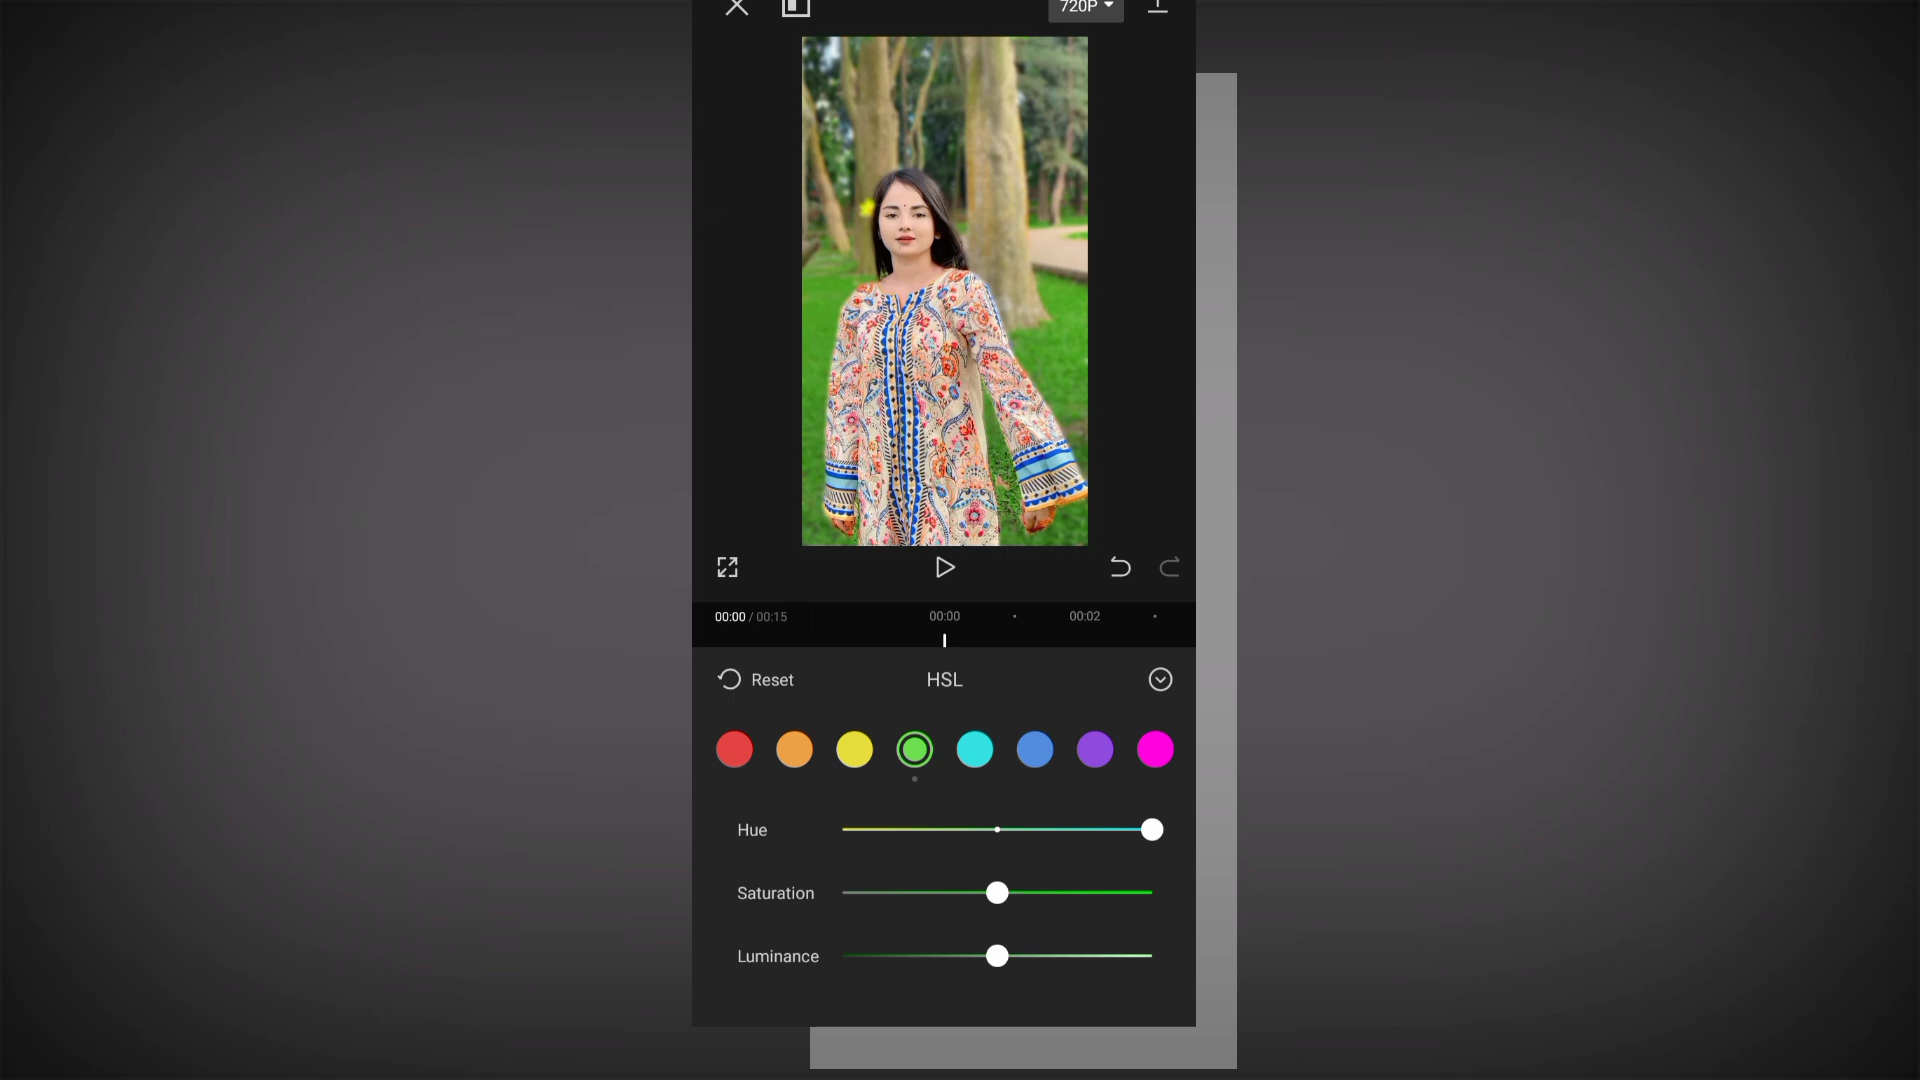 720P
00:00 / 00:15
00:00
00:02
Reset
HSL
Hue
Saturation
Luminance